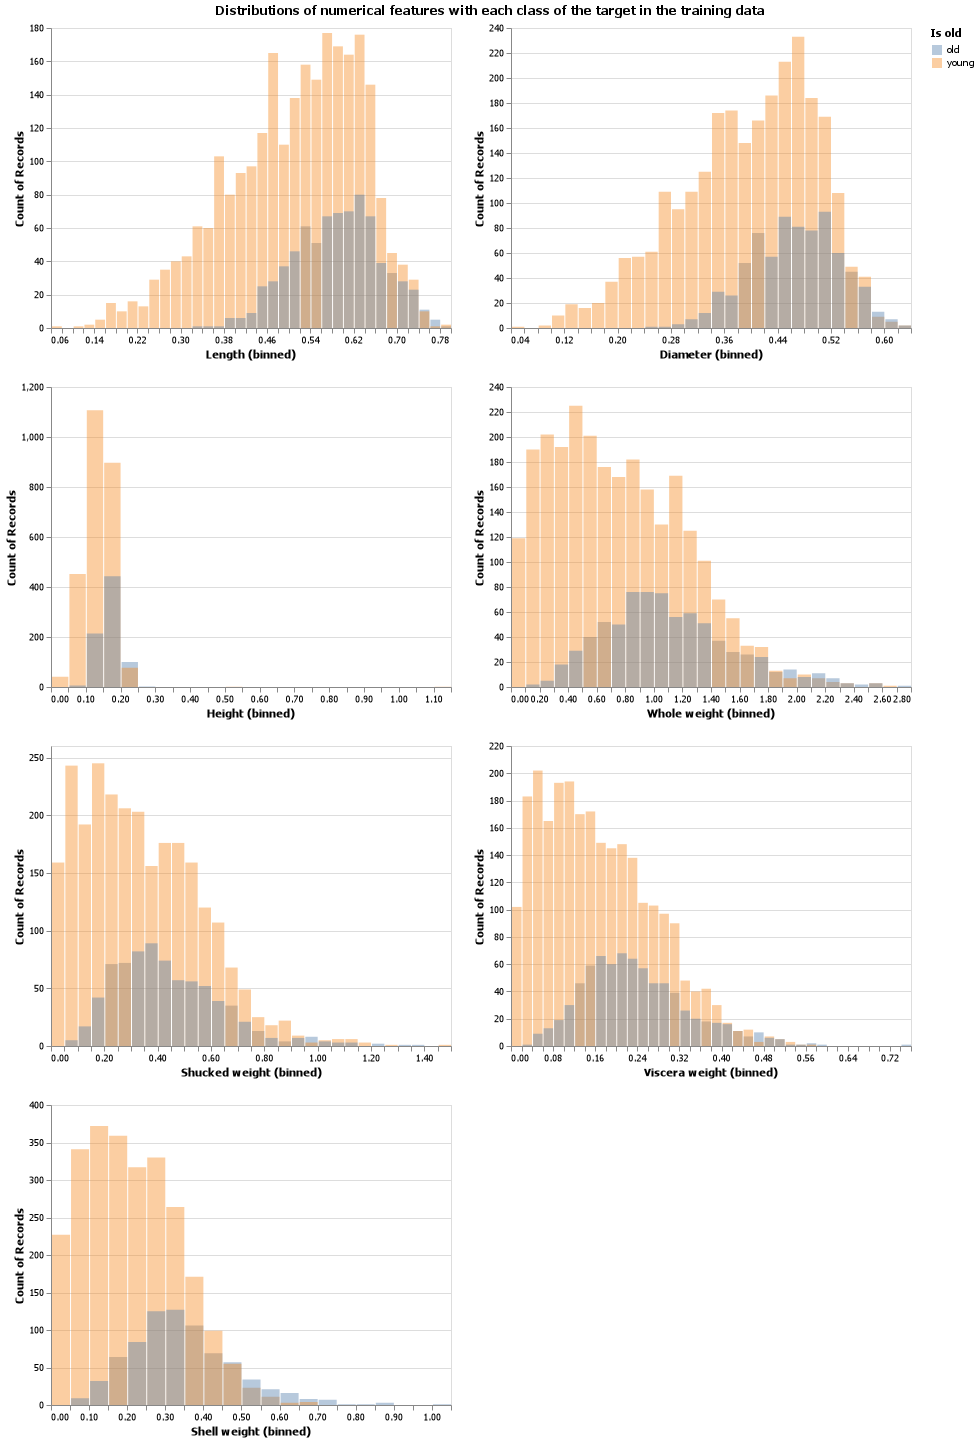 Distributions of numerical features with each class of the target in the training data
Is old
old
young
180
160
140
120
100
80
60
40
20
0
Count of Records
0.06 0.14 0.22 0.30 0.38 0.46 0.54 0.62 0.70 0.78
Length (binned)
240
220
200
180
160
140
120
100
80
60
40
20
0
Count of Records
0.04 0.12 0.20 0.28 0.36 0.44 0.52 0.60
Diameter (binned)
1,200
1,000
800
600
400
200
0
Count of Records
0.00 0.10 0.20 0.30 0.40 0.50 0.60 0.70 0.80 0.90 1.00 1.10
Height (binned)
240
220
200
180
160
140
120
100
80
60
40
20
0
Count of Records
0.00 0.20 0.40 0.60 0.80 1.00 1.20 1.40 1.60 1.80 2.00 2.20 2.40 2.60 2.80
Whole weight (binned)
250
200
150
100
50
0
Count of Records
0.00 0.20 0.40 0.60 0.80 1.00 1.20 1.40
Shucked weight (binned)
220
200
180
160
140
120
100
80
60
40
20
0
Count of Records
0.00 0.08 0.16 0.24 0.32 0.40 0.48 0.56 0.64 0.72
Viscera weight (binned)
400
350
300
250
200
150
100
50
0
Count of Records
0.00 0.10 0.20 0.30 0.40 0.50 0.60 0.70 0.80 0.90 1.00
Shell weight (binned)